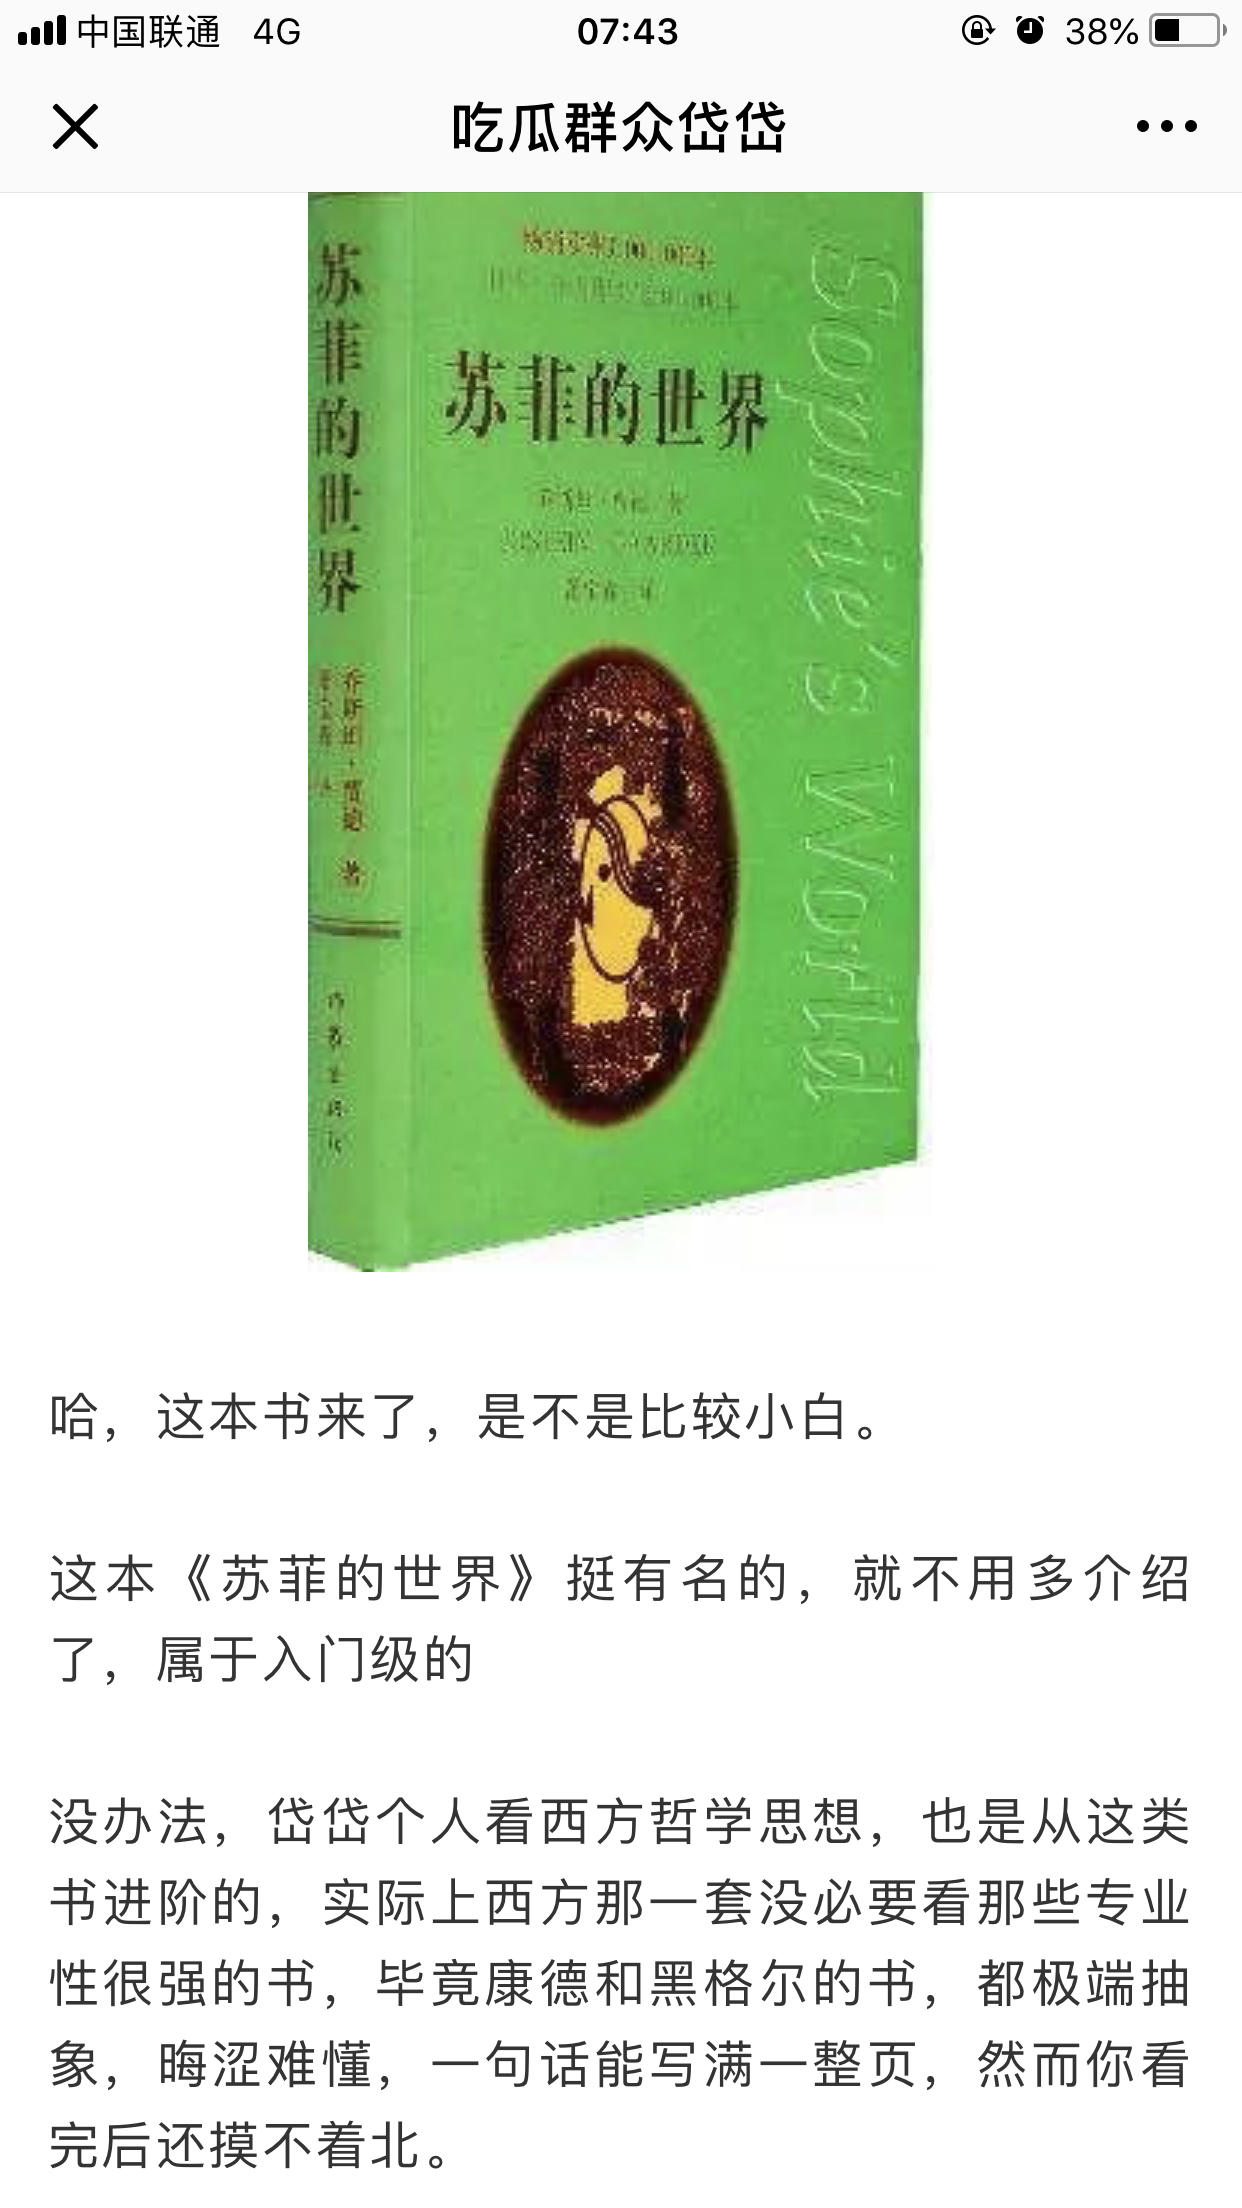 中国联通 4G 07:43 38%
吃瓜群众岱岱
苏菲的世界
乔斯坦·贾德 著
苏菲的世界
Sophie's World
哈，这本书来了，是不是比较小白。
这本《苏菲的世界》挺有名的，就不用多介绍
了，属于入门级的
没办法，岱岱个人看西方哲学思想，也是从这类
书进阶的，实际上西方那一套没必要看那些专业
性很强的书，毕竟康德和黑格尔的书，都极端抽
象，晦涩难懂，一句话能写满一整页，然而你看
完后还摸不着北。